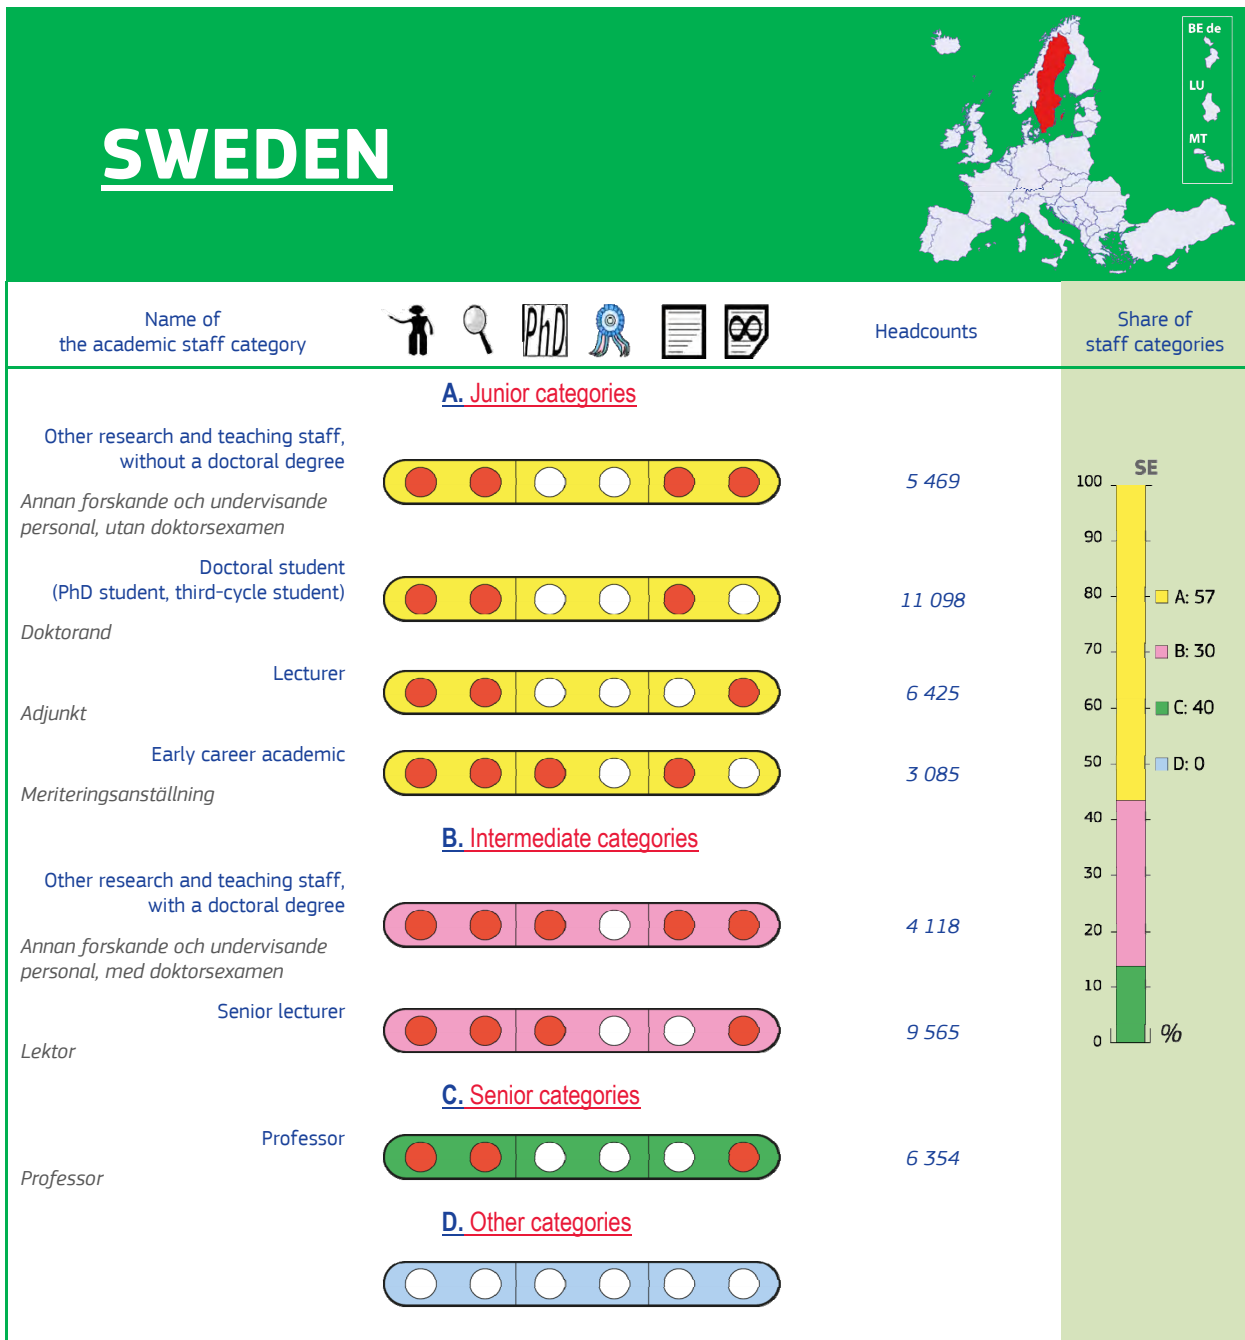 BE de
LU
MT
SWEDEN
Name of
the academic staff category
PhD
Headcounts
Share of
staff categories
A. Junior categories
Other research and teaching staff,
without a doctoral degree
Annan forskande och undervisande
personal, utan doktorsexamen
5 469
Doctoral student
(PhD student, third-cycle student)
Doktorand
11 098
Lecturer
Adjunkt
6 425
Early career academic
Meriteringsanställning
3 085
B. Intermediate categories
Other research and teaching staff,
with a doctoral degree
Annan forskande och undervisande
personal, med doktorsexamen
4 118
Senior lecturer
Lektor
9 565
C. Senior categories
Professor
Professor
6 354
D. Other categories
SE
100
90
80
70
60
50
40
30
20
10
0
%
A: 57
B: 30
C: 40
D: 0